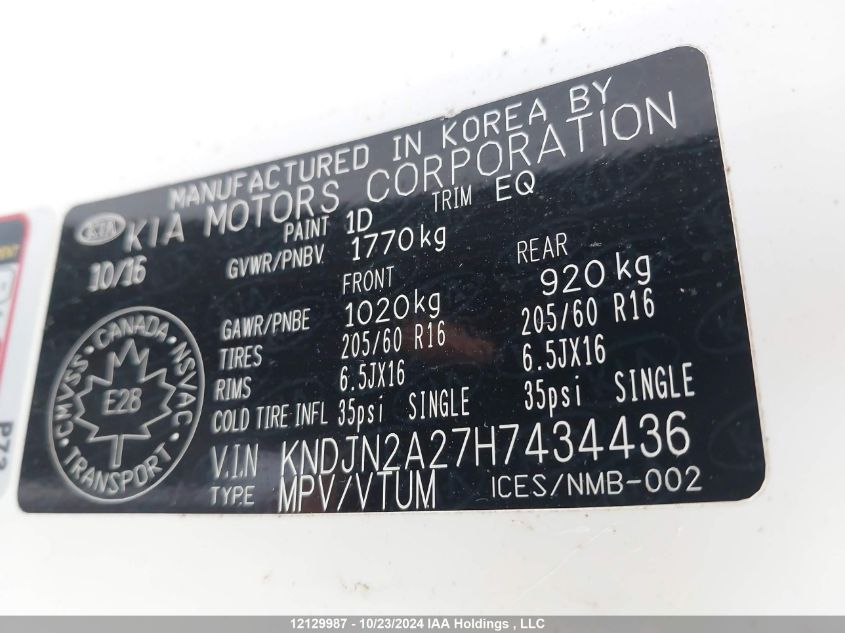 MANUFACTURED IN KOREA BY
KIA KIA MOTORS CORPORATION
10/16 PAINT 1D TRIM EQ
GVWR/PNBV 1770kg
FRONT REAR
GAWR/PNBE 1020kg 920kg
TIRES 205/60 R16 205/60 R16
RIMS 6.5JX16 6.5JX16
COLD TIRE INFL 35psi SINGLE 35psi SINGLE
V.I.N KNDJN2A27H7434436
TYPE MPV/VTUM ICES/NMB-002
CANADA · NSVAC · TRANSPORT · CMVSS ·
E28
P73
12129987 - 10/23/2024 IAA Holdings , LLC